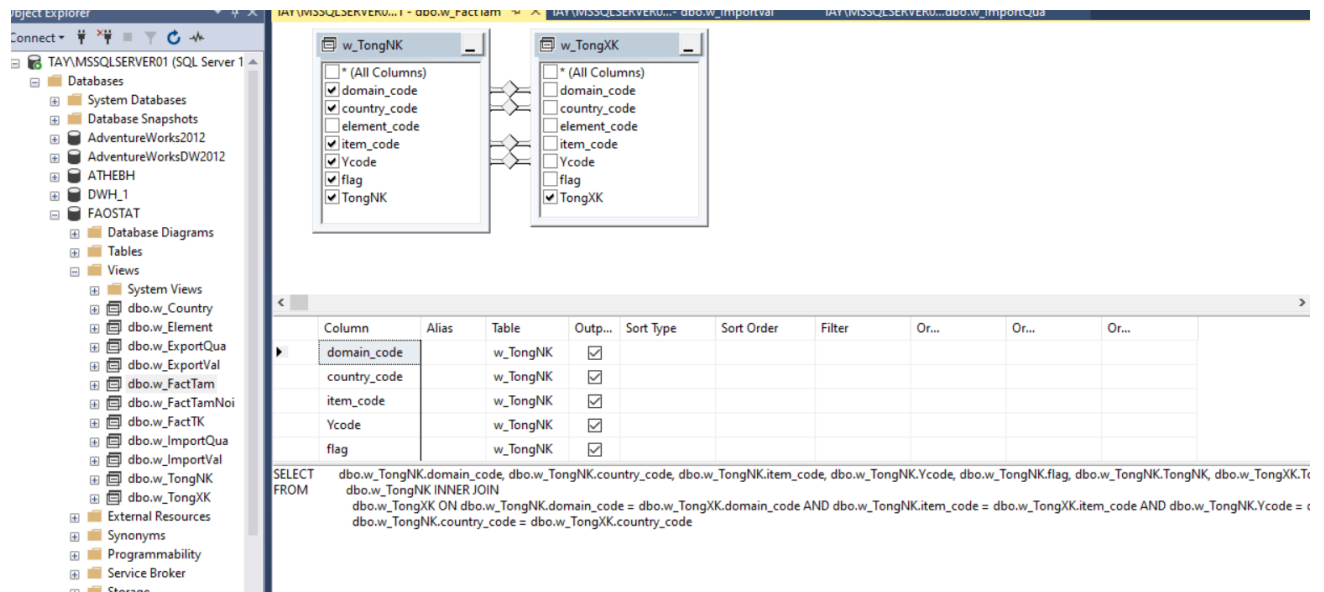 Object Explorer
TAY\MSSQLSERVER0...1 - dbo.w_FactTam
TAY\MSSQLSERVER0...- dbo.w_ImportVal
TAY\MSSQLSERVER0...dbo.w_ImportQua
Connect
TAY\MSSQLSERVER01 (SQL Server 1
Databases
System Databases
Database Snapshots
AdventureWorks2012
AdventureWorksDW2012
ATHEBH
DWH_1
FAOSTAT
Database Diagrams
Tables
Views
System Views
dbo.w_Country
dbo.w_Element
dbo.w_ExportQua
dbo.w_ExportVal
dbo.w_FactTam
dbo.w_FactTamNoi
dbo.w_FactTK
dbo.w_ImportQua
dbo.w_ImportVal
dbo.w_TongNK
dbo.w_TongXK
External Resources
Synonyms
Programmability
Service Broker
Storage
w_TongNK
* (All Columns)
domain_code
country_code
element_code
item_code
Ycode
flag
TongNK
w_TongXK
* (All Columns)
domain_code
country_code
element_code
item_code
Ycode
flag
TongXK
Column Alias Table Outp... Sort Type Sort Order Filter Or... Or... Or...
domain_code w_TongNK
country_code w_TongNK
item_code w_TongNK
Ycode w_TongNK
flag w_TongNK
SELECT dbo.w_TongNK.domain_code, dbo.w_TongNK.country_code, dbo.w_TongNK.item_code, dbo.w_TongNK.Ycode, dbo.w_TongNK.flag, dbo.w_TongNK.TongNK, dbo.w_TongXK.To
FROM dbo.w_TongNK INNER JOIN
dbo.w_TongXK ON dbo.w_TongNK.domain_code = dbo.w_TongXK.domain_code AND dbo.w_TongNK.item_code = dbo.w_TongXK.item_code AND dbo.w_TongNK.Ycode =
dbo.w_TongNK.country_code = dbo.w_TongXK.country_code